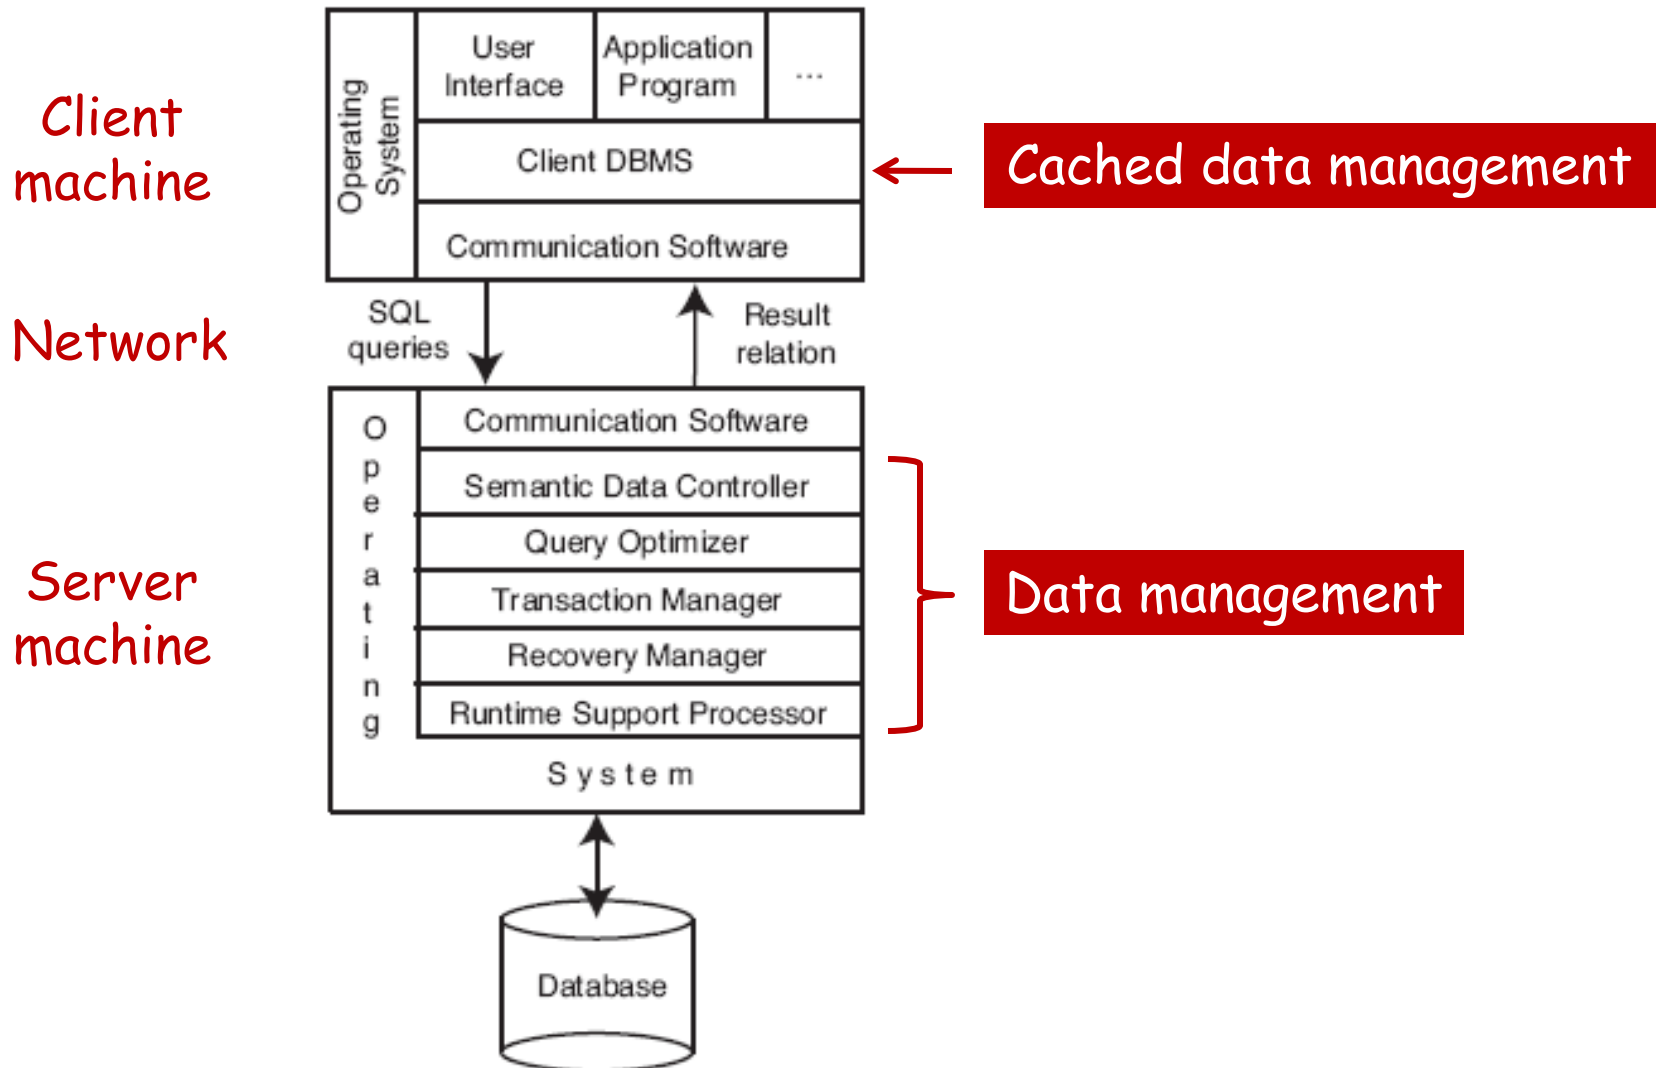 User
Interface
Application
Program
...
Operating
System
Client DBMS
Communication Software
Client
machine
Cached data management
Network
SQL
queries
Result
relation
Server
machine
Operating
System
Communication Software
Semantic Data Controller
Query Optimizer
Transaction Manager
Recovery Manager
Runtime Support Processor
Data management
Database